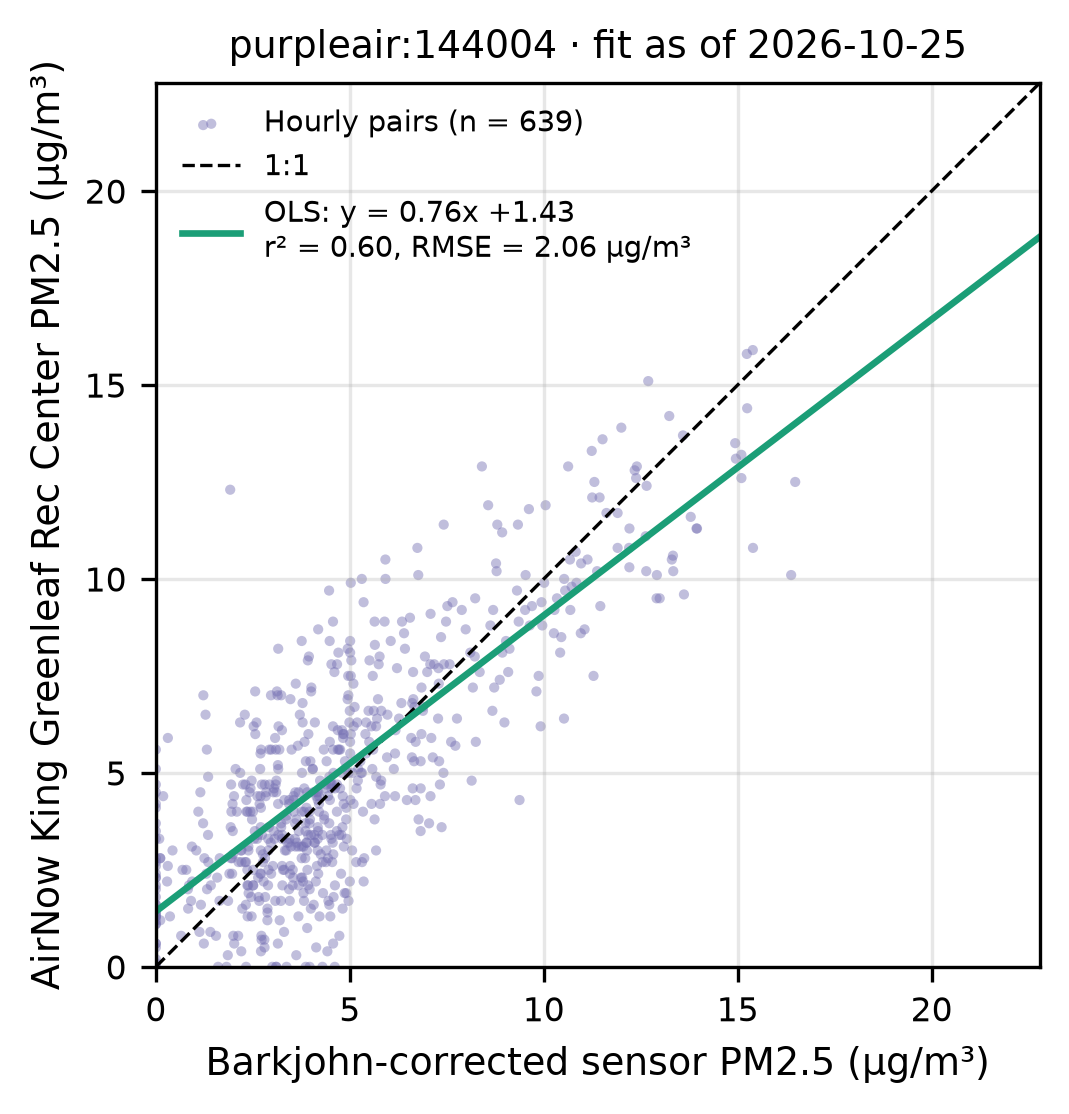 purpleair:144004 · fit as of 2026-10-25
AirNow King Greenleaf Rec Center PM2.5 (µg/m³)
Hourly pairs (n = 639)
1:1
OLS: y = 0.76x +1.43
r² = 0.60, RMSE = 2.06 µg/m³
20
15
10
5
0
0 5 10 15 20
Barkjohn-corrected sensor PM2.5 (µg/m³)